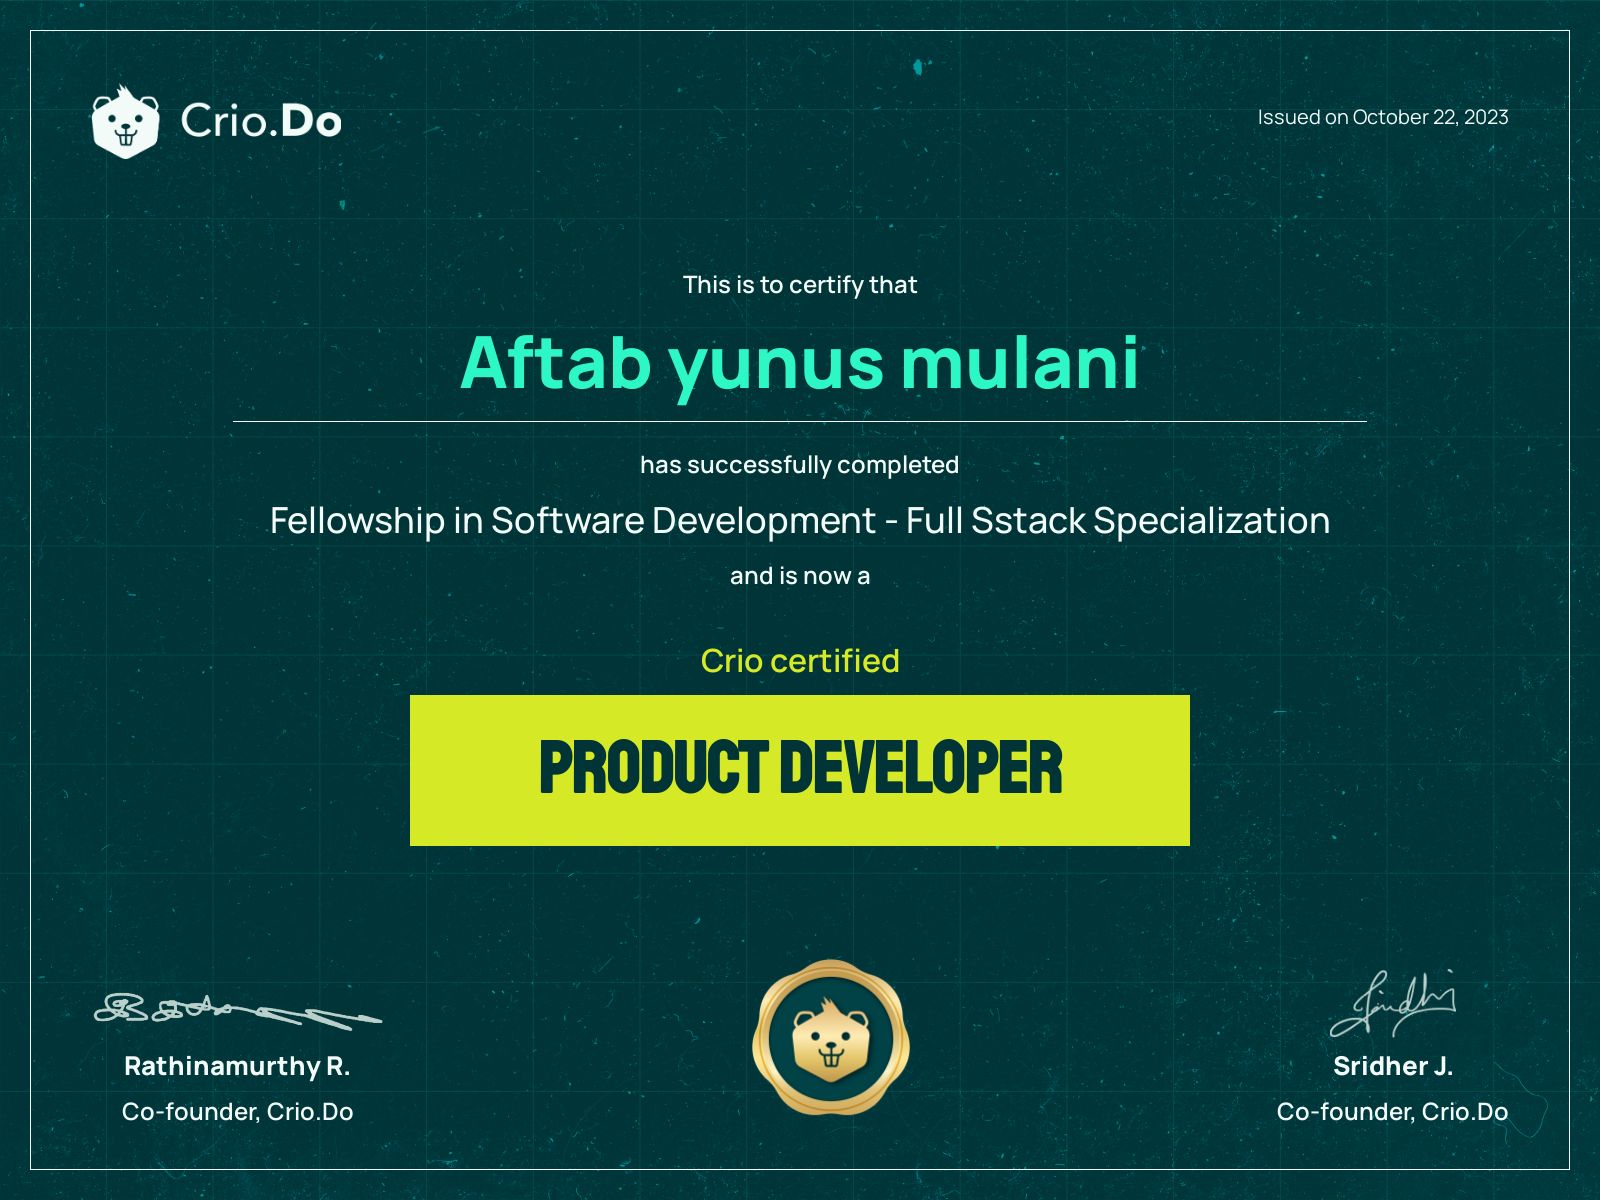 Crio.Do
Issued on October 22, 2023
This is to certify that
Aftab yunus mulani
has successfully completed
Fellowship in Software Development - Full Sstack Specialization
and is now a
Crio certified
PRODUCT DEVELOPER
Rathinamurthy R.
Co-founder, Crio.Do
Sridher J.
Co-founder, Crio.Do